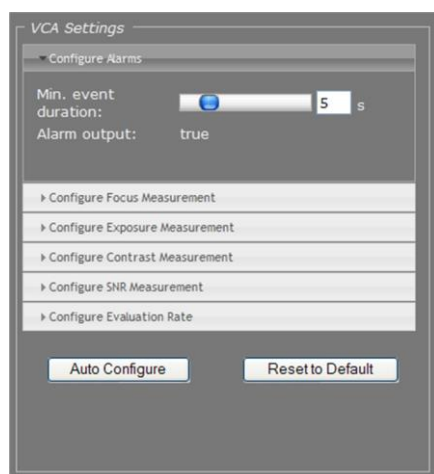 VCA Settings
Configure Alarms
Min. event
duration:
5 s
Alarm output: true
Configure Focus Measurement
Configure Exposure Measurement
Configure Contrast Measurement
Configure SNR Measurement
Configure Evaluation Rate
Auto Configure Reset to Default